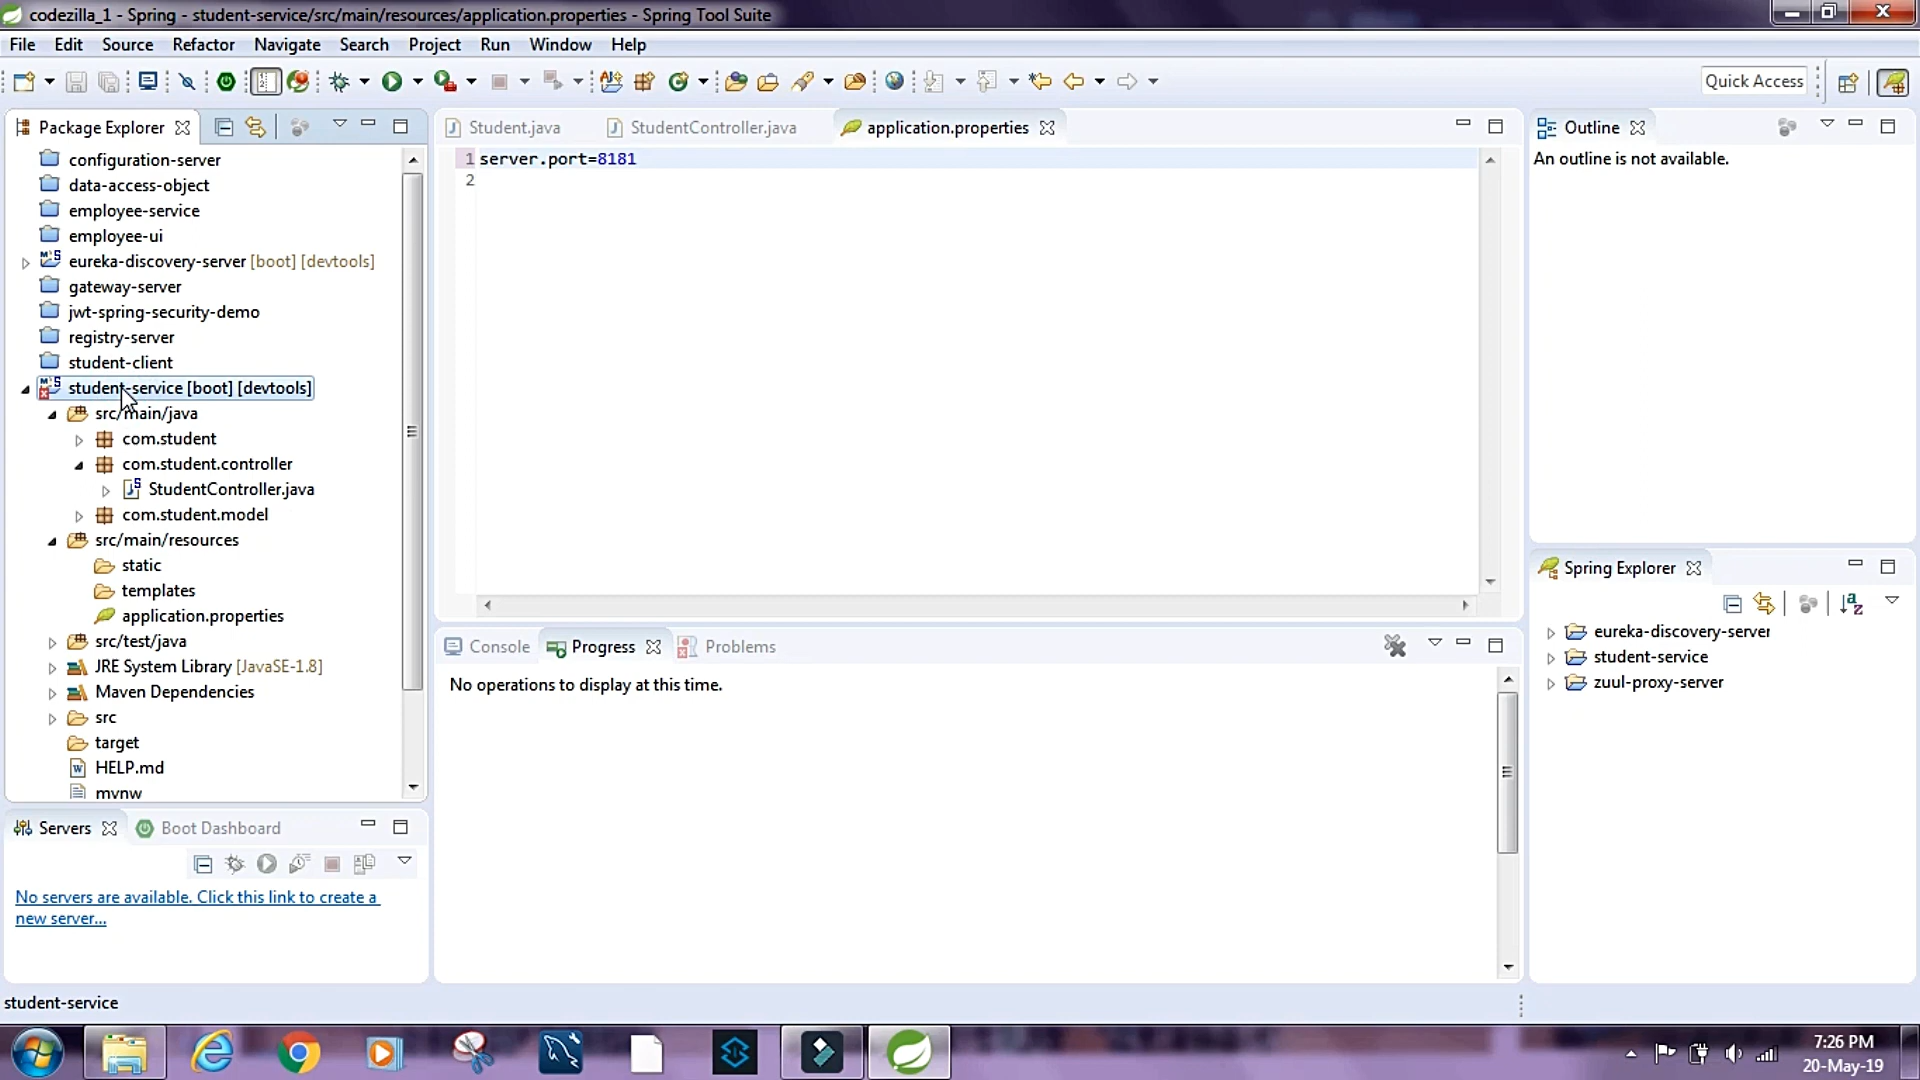 codezilla_1 - Spring - student-service/src/main/resources/application.properties - Spring Tool Suite
File Edit Source Refactor Navigate Search Project Run Window Help
Quick Access
Package Explorer
configuration-server
data-access-object
employee-service
employee-ui
eureka-discovery-server [boot] [devtools]
gateway-server
jwt-spring-security-demo
registry-server
student-client
student-service [boot] [devtools]
src/main/java
com.student
com.student.controller
StudentController.java
com.student.model
src/main/resources
static
templates
application.properties
src/test/java
JRE System Library [JavaSE-1.8]
Maven Dependencies
src
target
HELP.md
mvnw
Student.java StudentController.java application.properties
1 server.port=8181
2
Outline
An outline is not available.
Spring Explorer
eureka-discovery-server
student-service
zuul-proxy-server
Console Progress Problems
No operations to display at this time.
Servers Boot Dashboard
No servers are available. Click this link to create a
new server...
student-service
7:26 PM
20-May-19